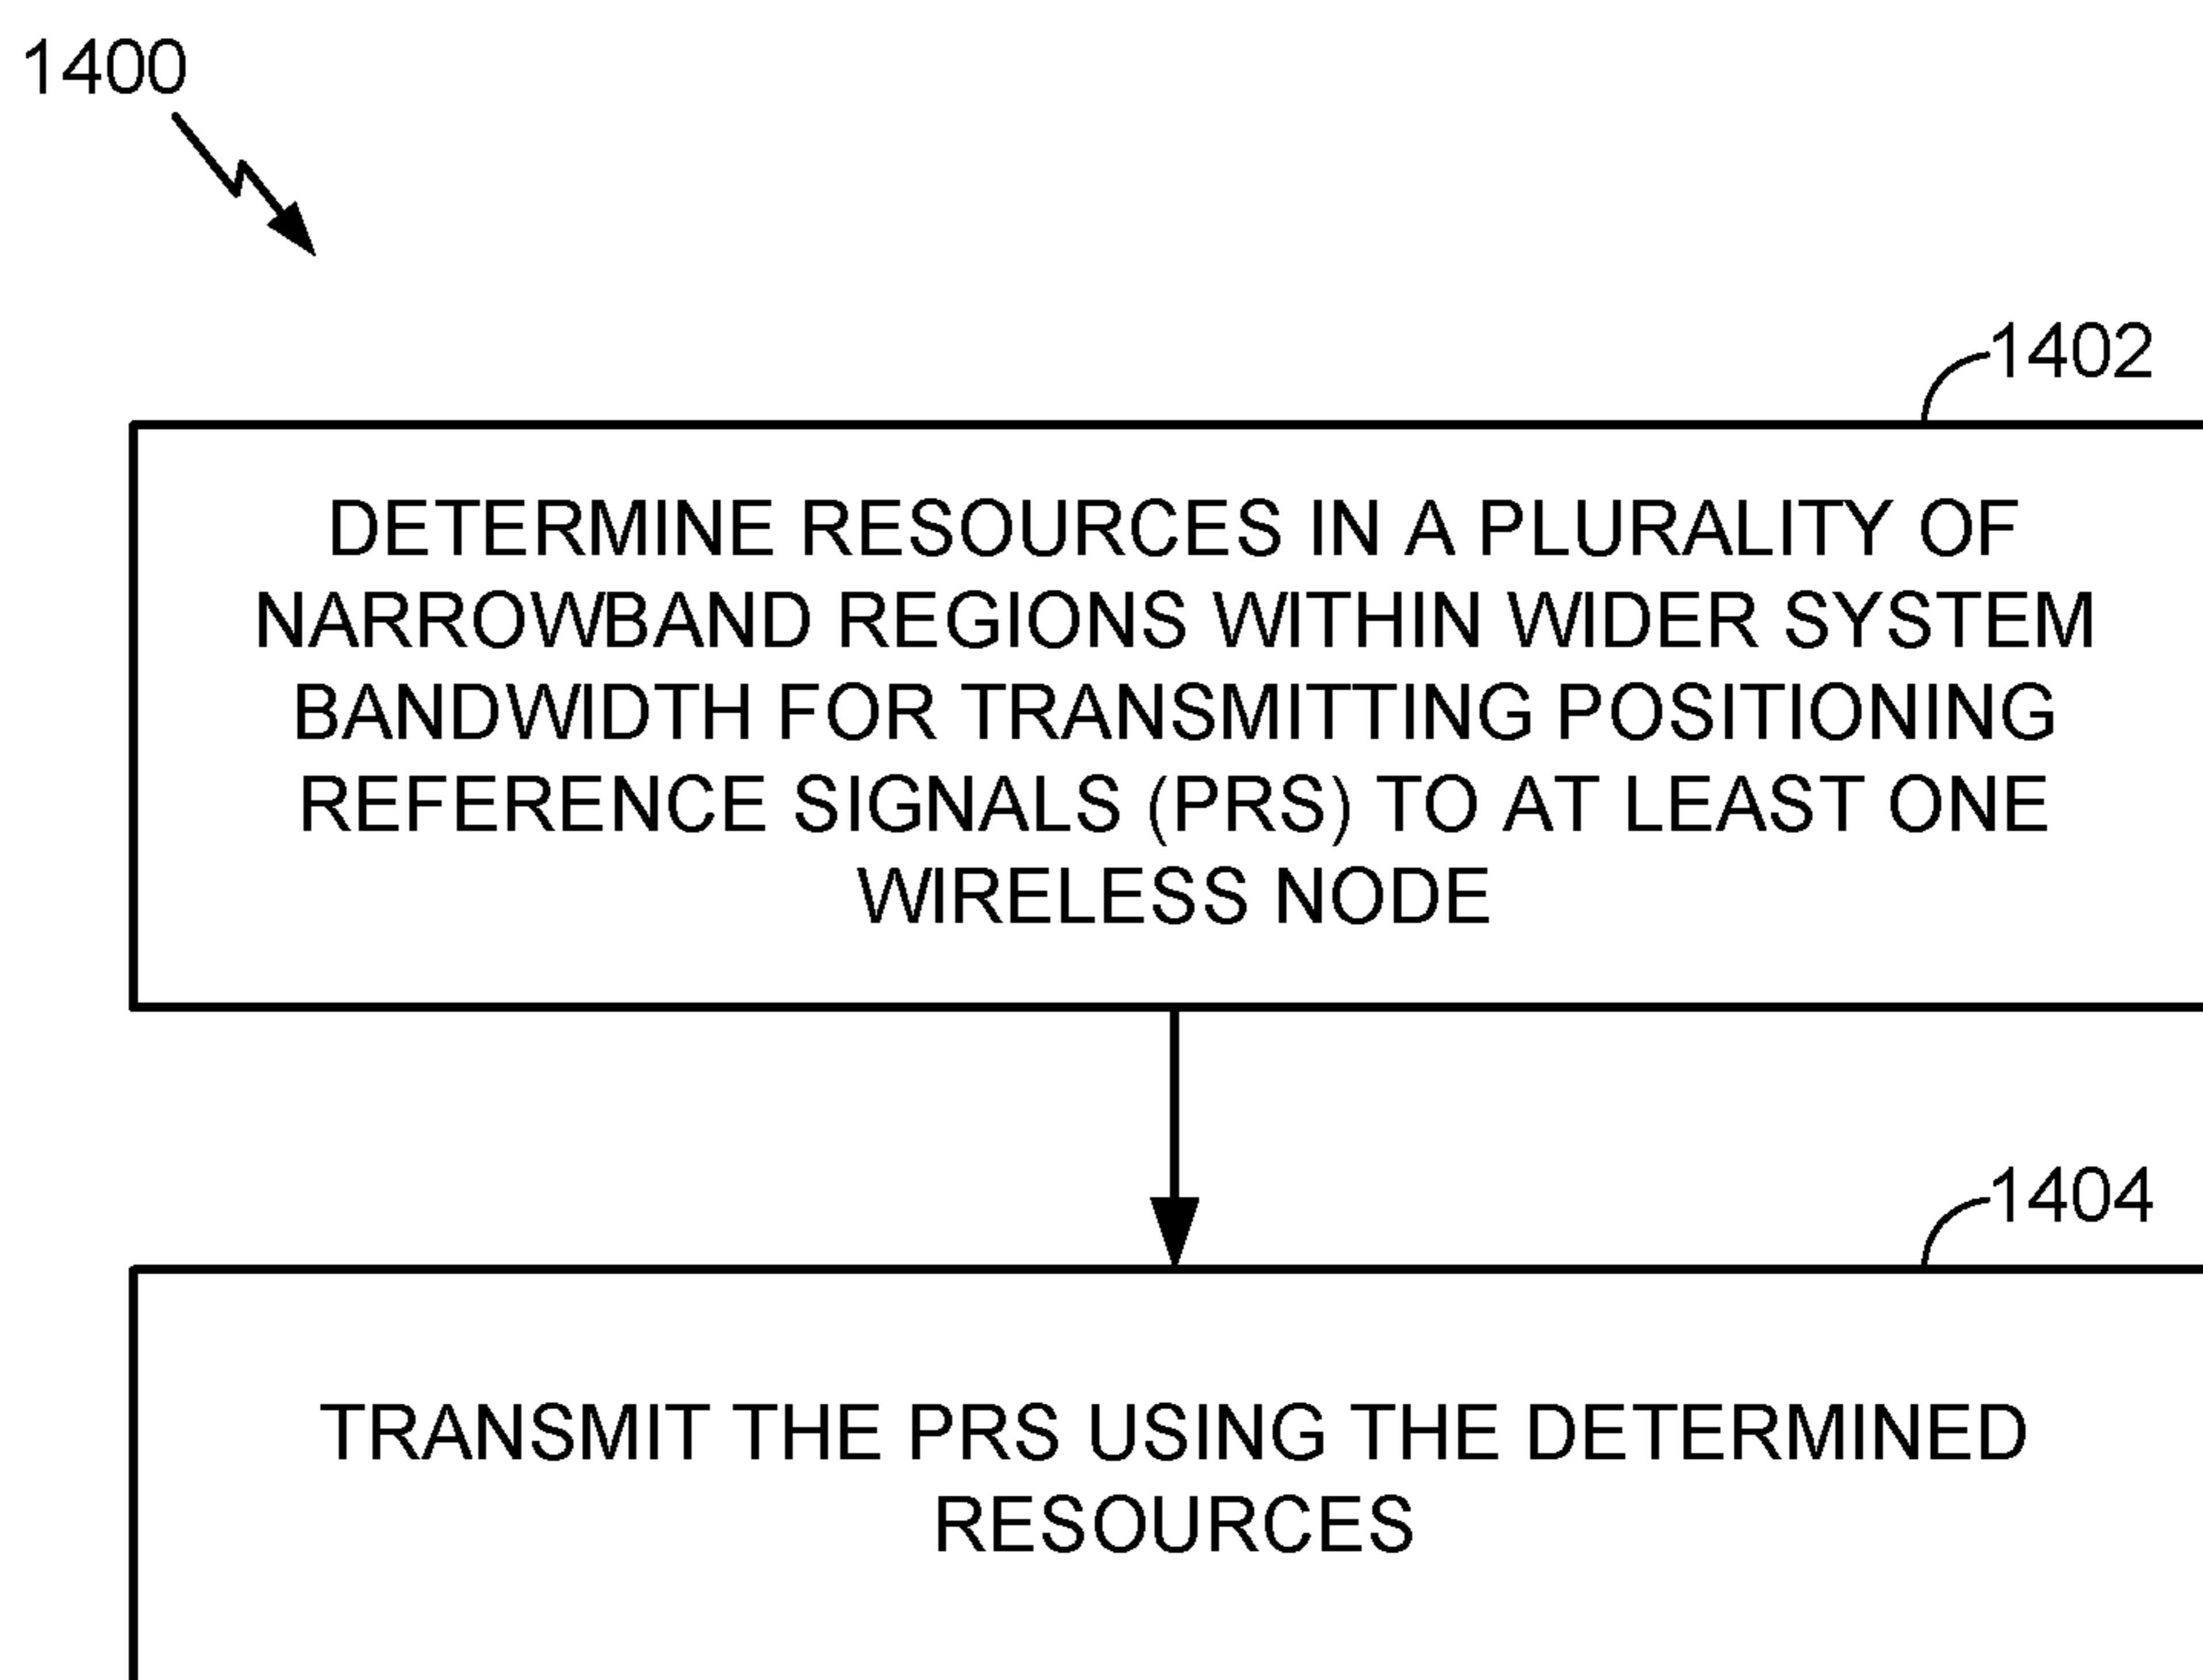 1400
1402
DETERMINE RESOURCES IN A PLURALITY OF
NARROWBAND REGIONS WITHIN WIDER SYSTEM
BANDWIDTH FOR TRANSMITTING POSITIONING
REFERENCE SIGNALS (PRS) TO AT LEAST ONE
WIRELESS NODE
1404
TRANSMIT THE PRS USING THE DETERMINED
RESOURCES